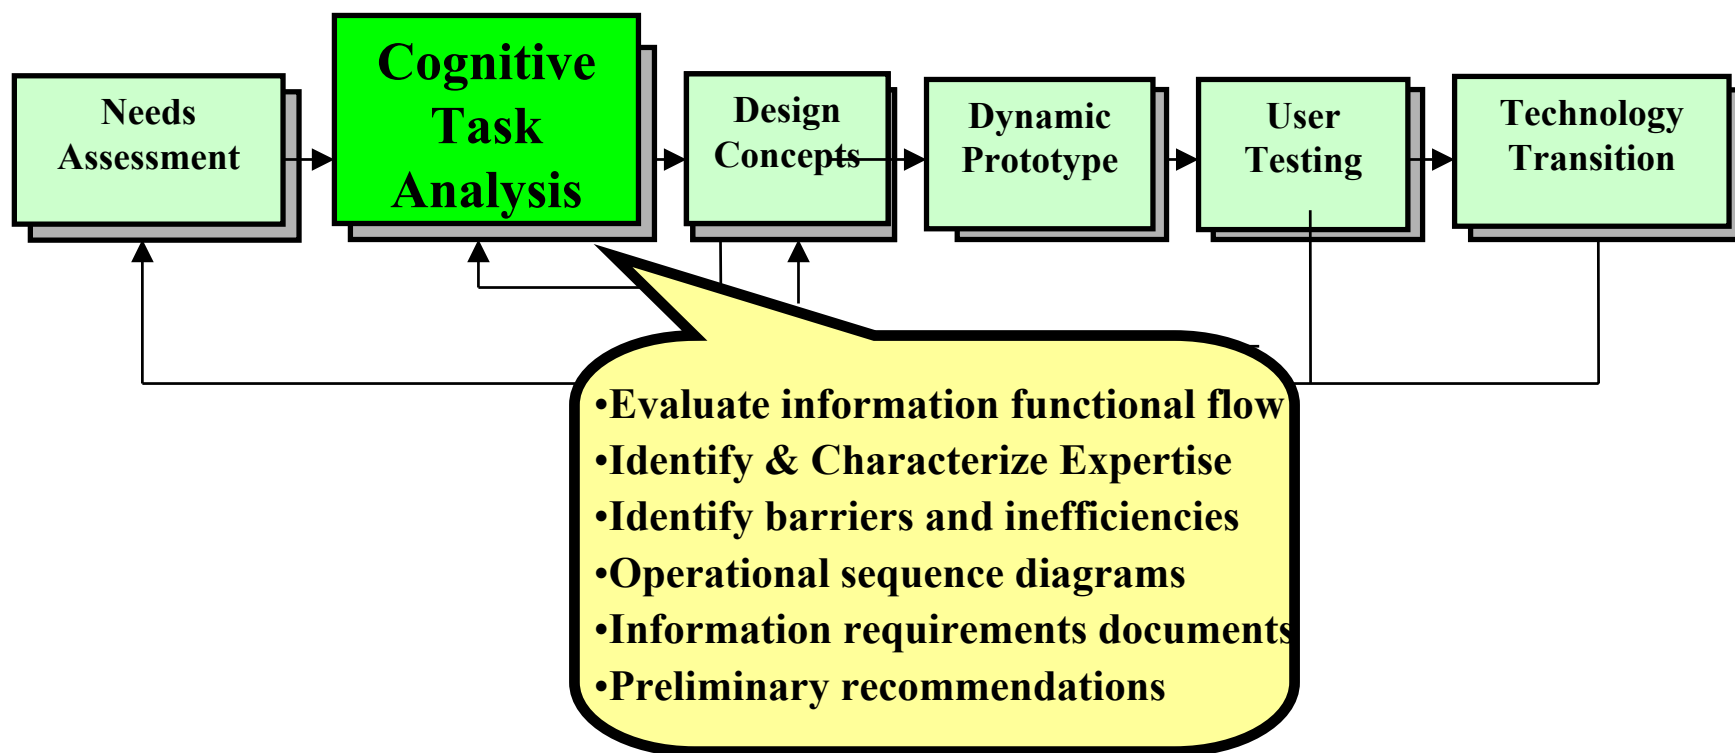 Needs
Assessment
Cognitive
Task
Analysis
Design
Concepts
Dynamic
Prototype
User
Testing
Technology
Transition
•Evaluate information functional flow
•Identify & Characterize Expertise
•Identify barriers and inefficiencies
•Operational sequence diagrams
•Information requirements documents
•Preliminary recommendations